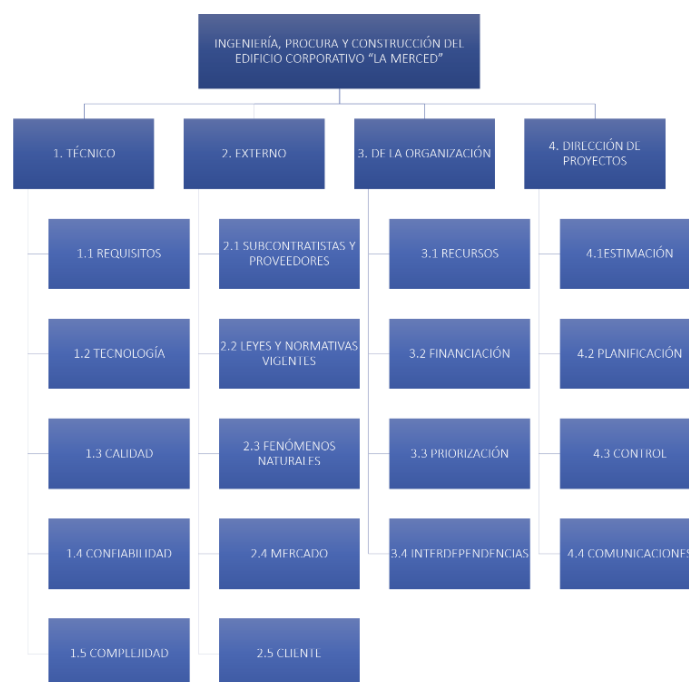 INGENIERÍA, PROCURA Y CONSTRUCCIÓN DEL
EDIFICIO CORPORATIVO “LA MERCED”
1. TÉCNICO
2. EXTERNO
3. DE LA ORGANIZACIÓN
4. DIRECCIÓN DE
PROYECTOS
1.1 REQUISITOS
2.1 SUBCONTRATISTAS Y
PROVEEDORES
3.1 RECURSOS
4.1ESTIMACIÓN
1.2 TECNOLOGÍA
2.2 LEYES Y NORMATIVAS
VIGENTES
3.2 FINANCIACIÓN
4.2 PLANIFICACIÓN
1.3 CALIDAD
2.3 FENÓMENOS
NATURALES
3.3 PRIORIZACIÓN
4.3 CONTROL
1.4 CONFIABILIDAD
2.4 MERCADO
3.4 INTERDEPENDENCIAS
4.4 COMUNICACIONES
1.5 COMPLEJIDAD
2.5 CLIENTE